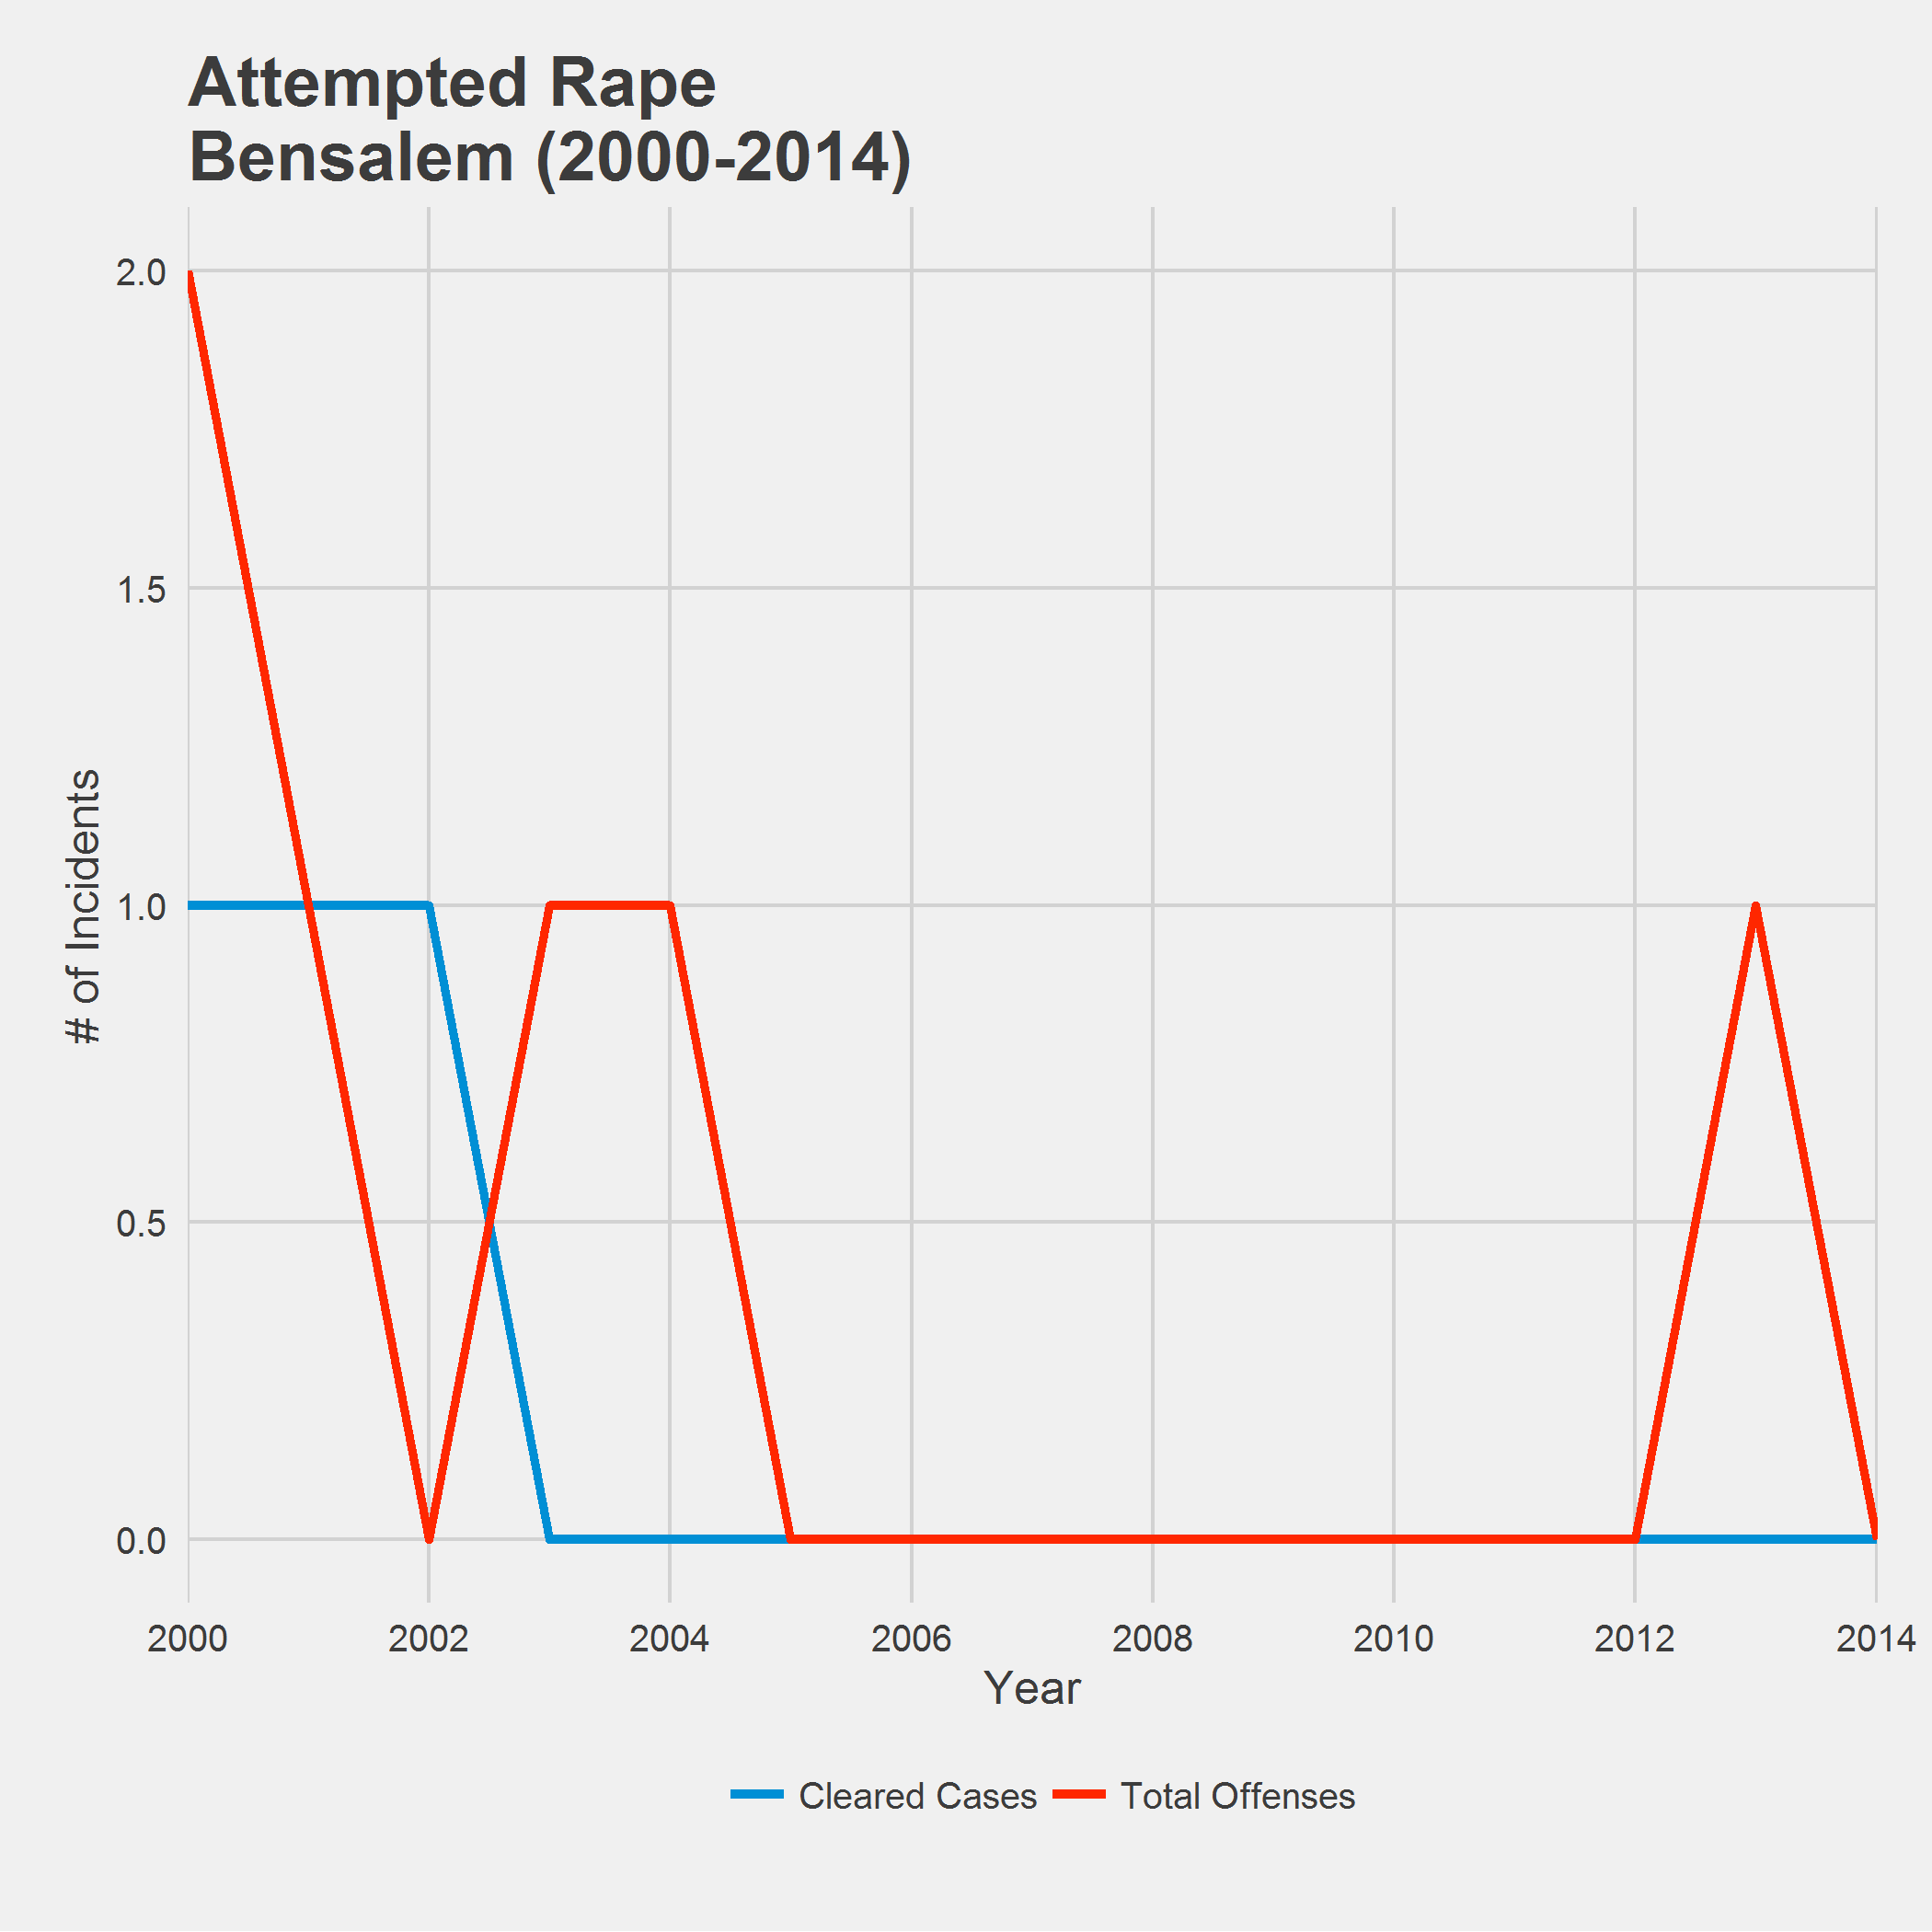 Attempted Rape
Bensalem (2000-2014)
2.0
1.5
1.0
0.5
0.0
# of Incidents
2000 2002 2004 2006 2008 2010 2012 2014
Year
Cleared Cases Total Offenses